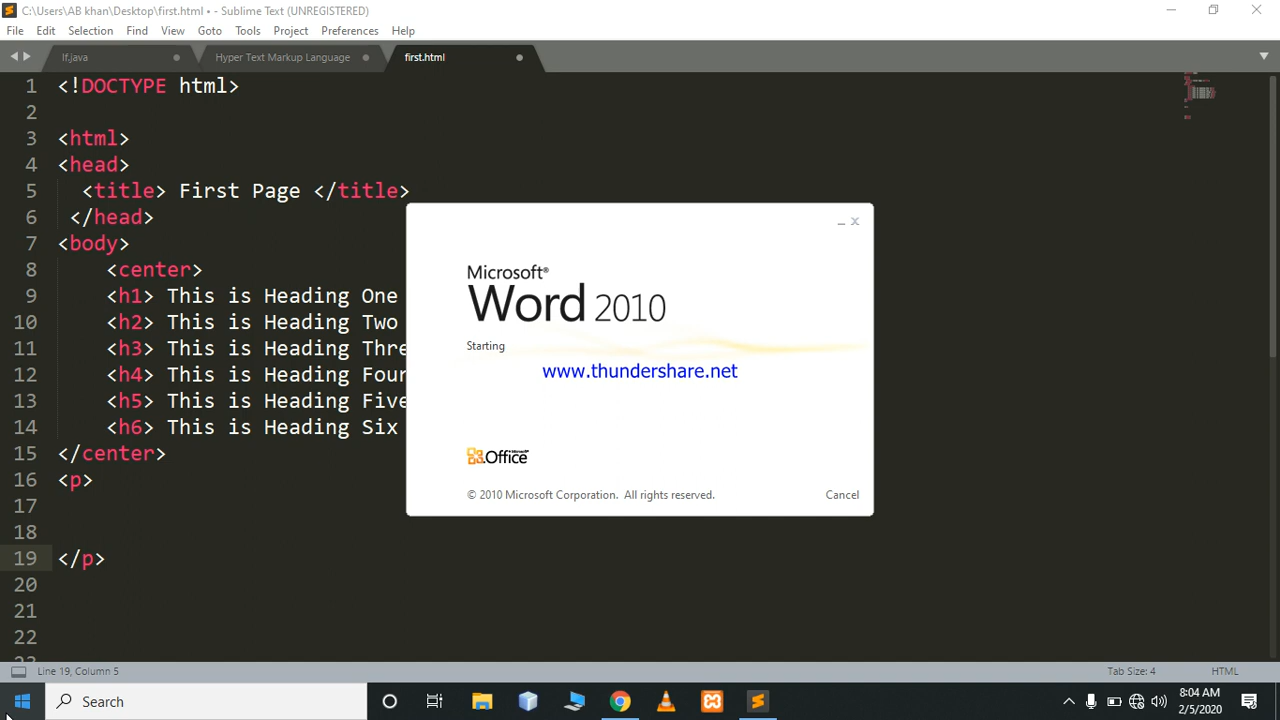 C:\Users\AB khan\Desktop\first.html • - Sublime Text (UNREGISTERED)
File Edit Selection Find View Goto Tools Project Preferences Help
If.java Hyper Text Markup Language first.html
1 <!DOCTYPE html>
2
3 <html>
4 <head>
5 <title> First Page </title>
6 </head>
7 <body>
8 <center>
9 <h1> This is Heading One
10 <h2> This is Heading Two
11 <h3> This is Heading Thre
12 <h4> This is Heading Four
13 <h5> This is Heading Five
14 <h6> This is Heading Six
15 </center>
16 <p>
17
18
19 </p>
20
21
22
23
Microsoft®
Word 2010
Starting
www.thundershare.net
Microsoft Office
© 2010 Microsoft Corporation. All rights reserved. Cancel
Line 19, Column 5 Tab Size: 4 HTML
Search
8:04 AM
2/5/2020